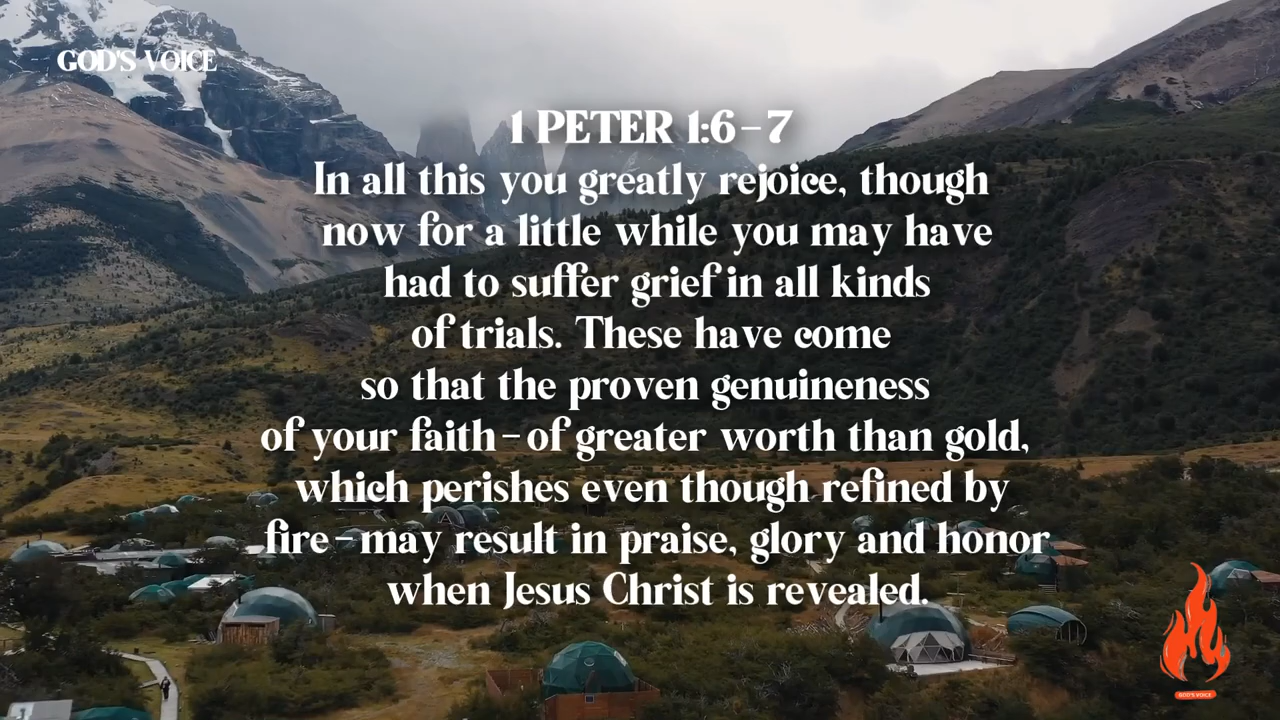 GOD'S VOICE
1 PETER 1:6–7
In all this you greatly rejoice, though
now for a little while you may have
had to suffer grief in all kinds
of trials. These have come
so that the proven genuineness
of your faith–of greater worth than gold,
which perishes even though refined by
fire–may result in praise, glory and honor
when Jesus Christ is revealed.
GOD'S VOICE